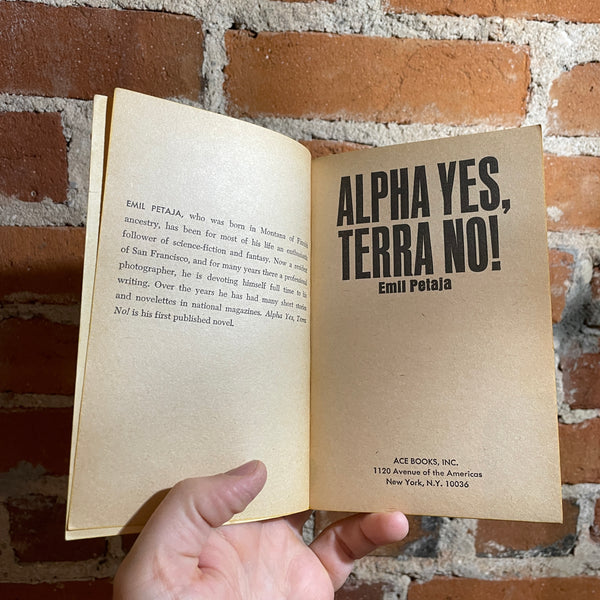 EMIL PETAJA, who was born in Montana of Finnish
ancestry, has been for most of his life an enthusiastic
follower of science-fiction and fantasy. Now a resident
of San Francisco, and for many years there a professional
photographer, he is devoting himself full time to his
writing. Over the years he has had many short stories
and novelettes in national magazines. Alpha Yes, Terra
No! is his first published novel.
ALPHA YES,
TERRA NO!
Emil Petaja
ACE BOOKS, INC.
1120 Avenue of the Americas
New York, N.Y. 10036